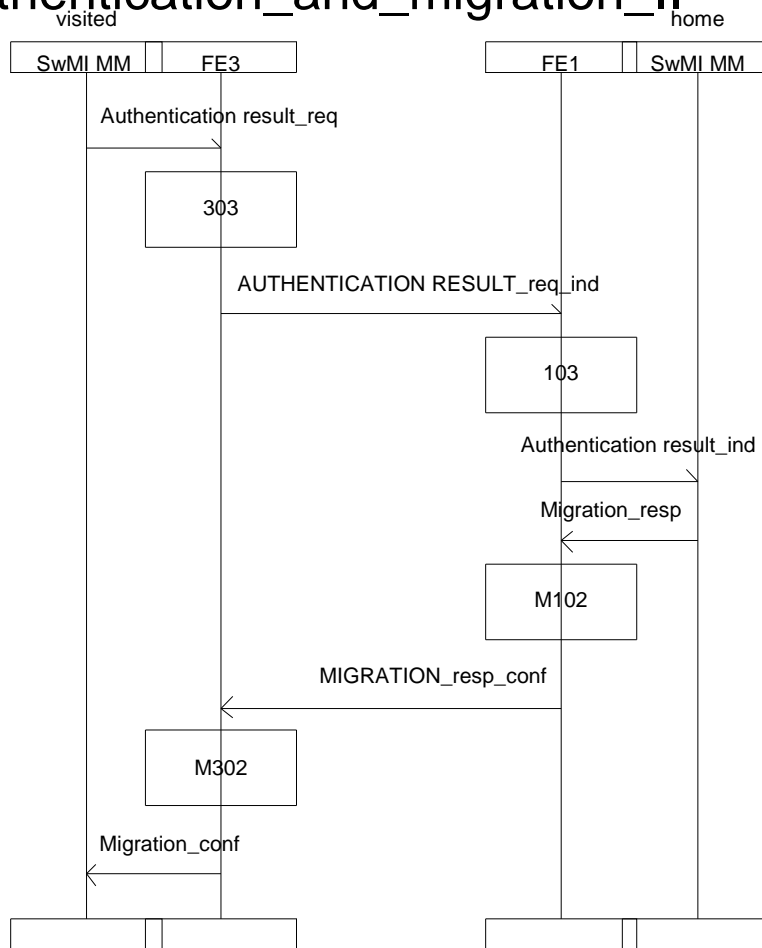 visited
home
SwMI MM FE3 FE1 SwMI MM
Authentication result_req
303
AUTHENTICATION RESULT_req_ind
103
Authentication result_ind
Migration_resp
M102
MIGRATION_resp_conf
M302
Migration_conf